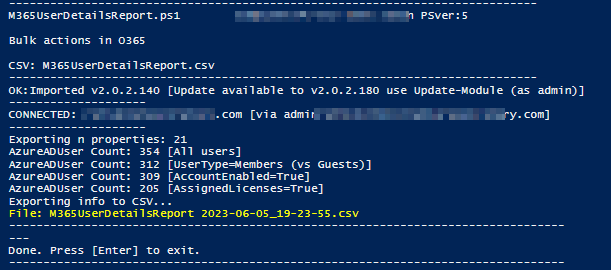 --------------------------------------------------------------------------
M365UserDetailsReport.ps1 PSver:5

Bulk actions in O365

CSV: M365UserDetailsReport.csv
--------------------------------------------------------------------------
OK:Imported v2.0.2.140 [Update available to v2.0.2.180 use Update-Module (as admin)]
--------------------
CONNECTED: .com [via admin ry.com]
--------------------
Exporting n properties: 21
AzureADUser Count: 354 [All users]
AzureADUser Count: 312 [UserType=Members (vs Guests)]
AzureADUser Count: 309 [AccountEnabled=True]
AzureADUser Count: 205 [AssignedLicenses=True]
Exporting info to CSV...
File: M365UserDetailsReport 2023-06-05_19-23-55.csv
--------------------------------------------------------------------------
---
Done. Press [Enter] to exit.
--------------------------------------------------------------------------